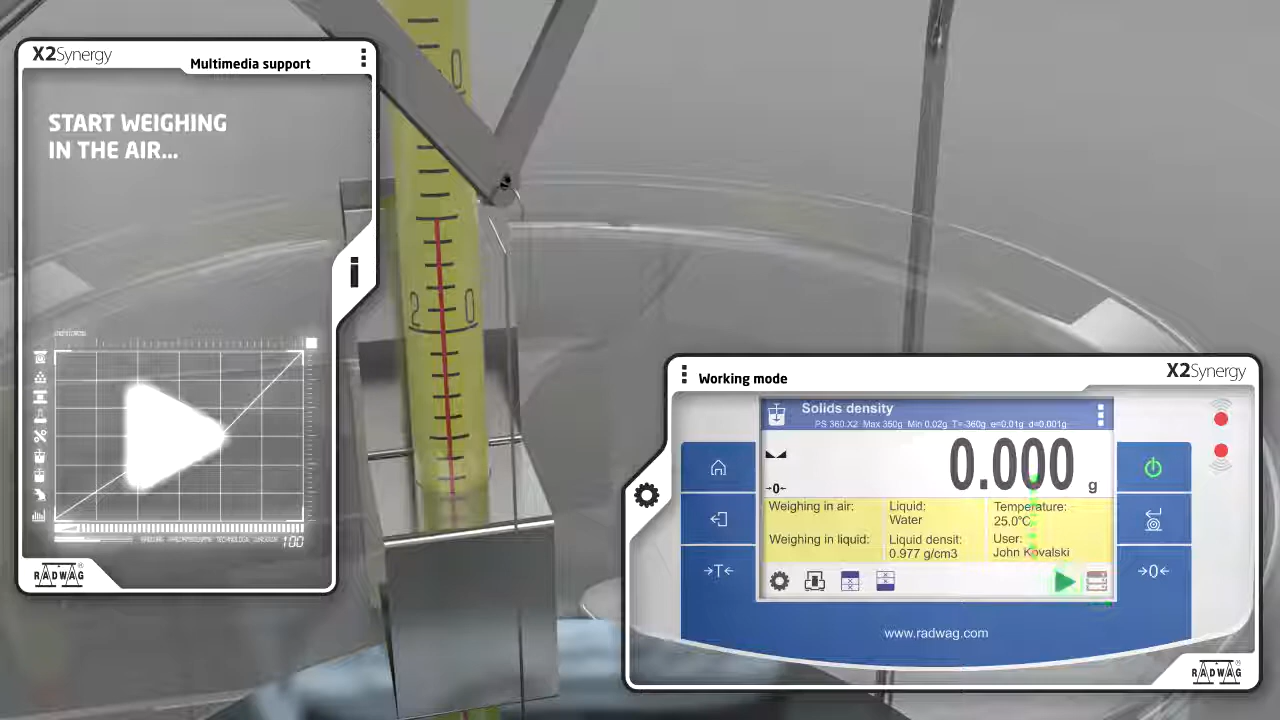 X2Synergy
Multimedia support
START WEIGHING
IN THE AIR...
i
100
RADWAG®
0
20
Working mode
X2Synergy
Solids density
PS 360.X2 Max 350g Min 0,02g T=-360g e=0,01g d=0,001g
0.000 g
→0←
Weighing in air:
Weighing in liquid:
Liquid:
Water
Liquid densit:
0.977 g/cm3
Temperature:
25.0°C
User:
John Kovalski
→T←
→0←
www.radwag.com
RADWAG®